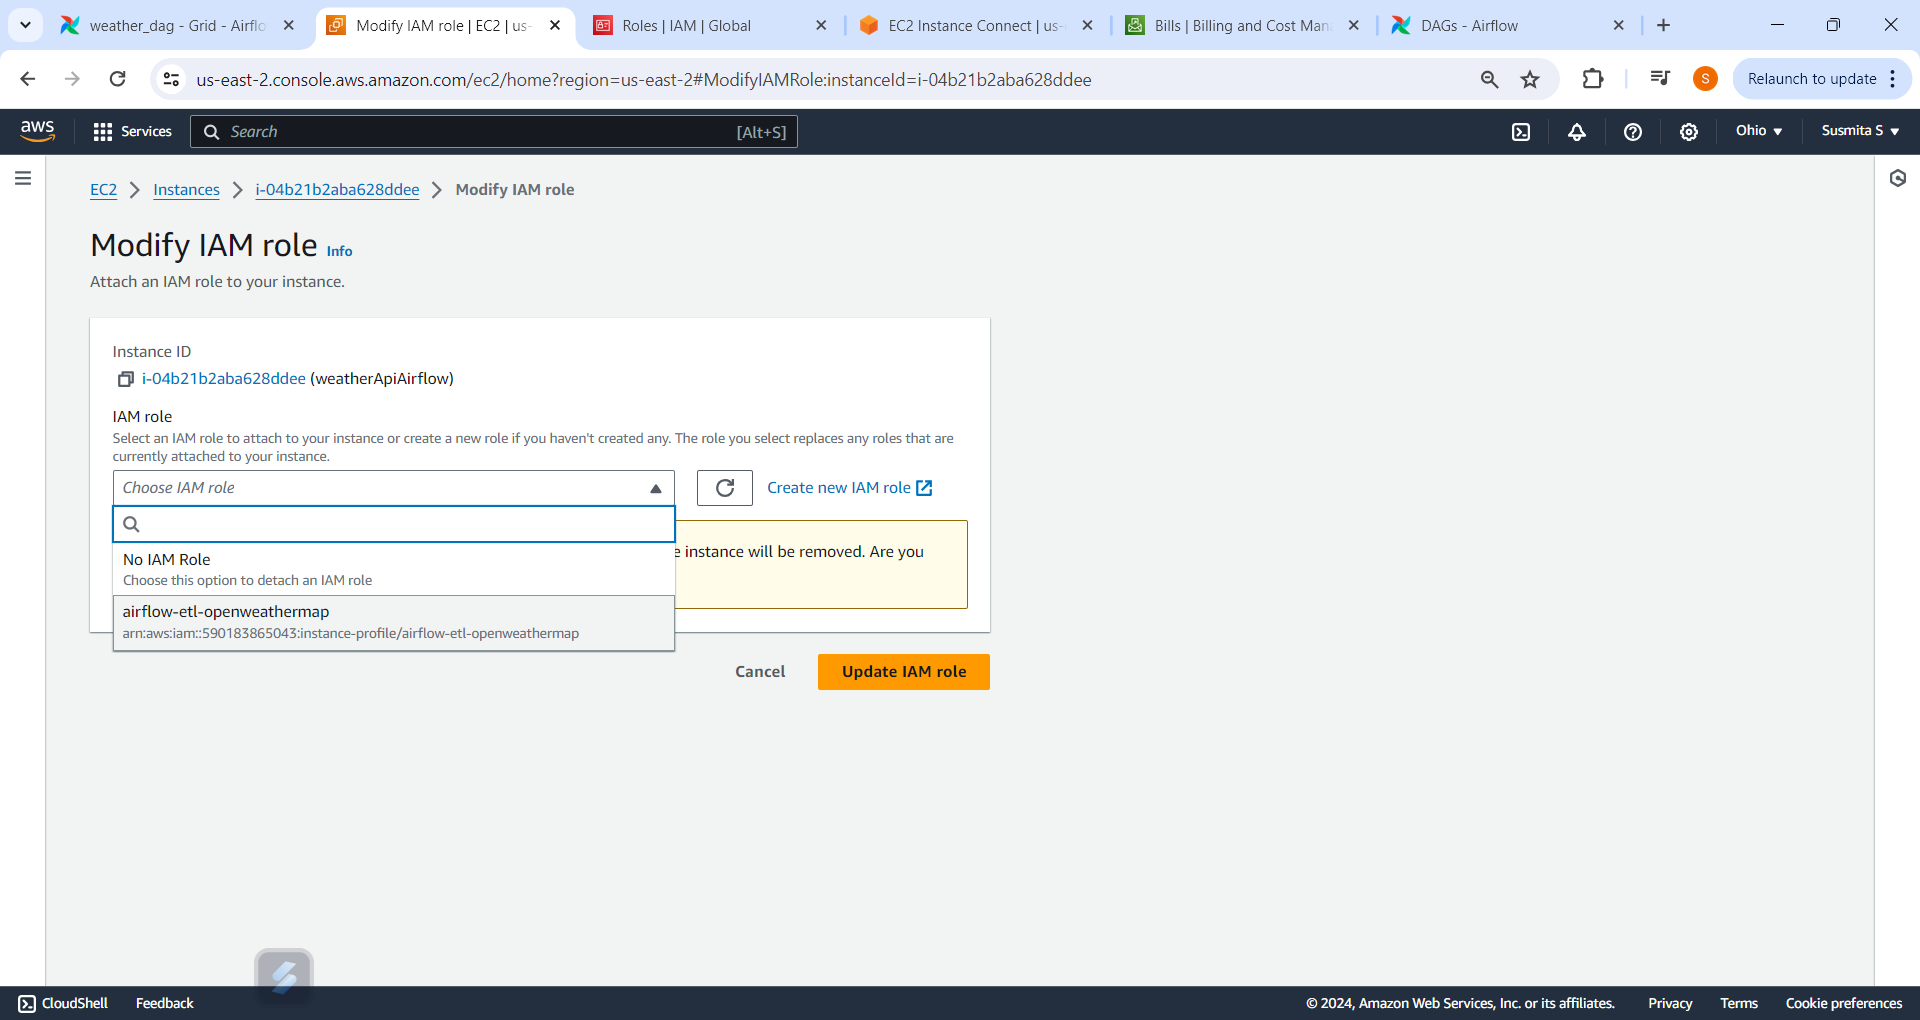 weather_dag - Grid - Airflo
Modify IAM role | EC2 | us-
Roles | IAM | Global
EC2 Instance Connect | us-
Bills | Billing and Cost Man
DAGs - Airflow
us-east-2.console.aws.amazon.com/ec2/home?region=us-east-2#ModifyIAMRole:instanceId=i-04b21b2aba628ddee
S
Relaunch to update
aws
Services
Search
[Alt+S]
Ohio
Susmita S
EC2
Instances
i-04b21b2aba628ddee
Modify IAM role
Modify IAM role Info
Attach an IAM role to your instance.
Instance ID
i-04b21b2aba628ddee (weatherApiAirflow)
IAM role
Select an IAM role to attach to your instance or create a new role if you haven't created any. The role you select replaces any roles that are
currently attached to your instance.
Choose IAM role
Create new IAM role
e instance will be removed. Are you
No IAM Role
Choose this option to detach an IAM role
airflow-etl-openweathermap
arn:aws:iam::590183865043:instance-profile/airflow-etl-openweathermap
Cancel
Update IAM role
CloudShell
Feedback
© 2024, Amazon Web Services, Inc. or its affiliates.
Privacy
Terms
Cookie preferences